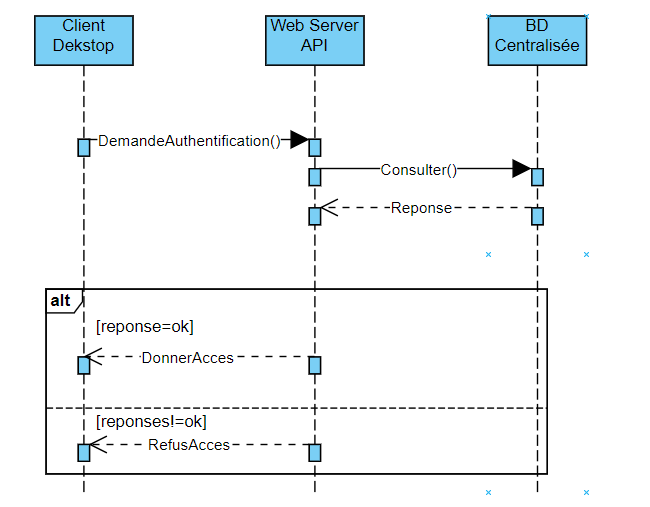 Client
Dekstop
Web Server
API
BD
Centralisée
DemandeAuthentification()
Consulter()
Reponse
alt
[reponse=ok]
DonnerAcces
[reponses!=ok]
RefusAcces